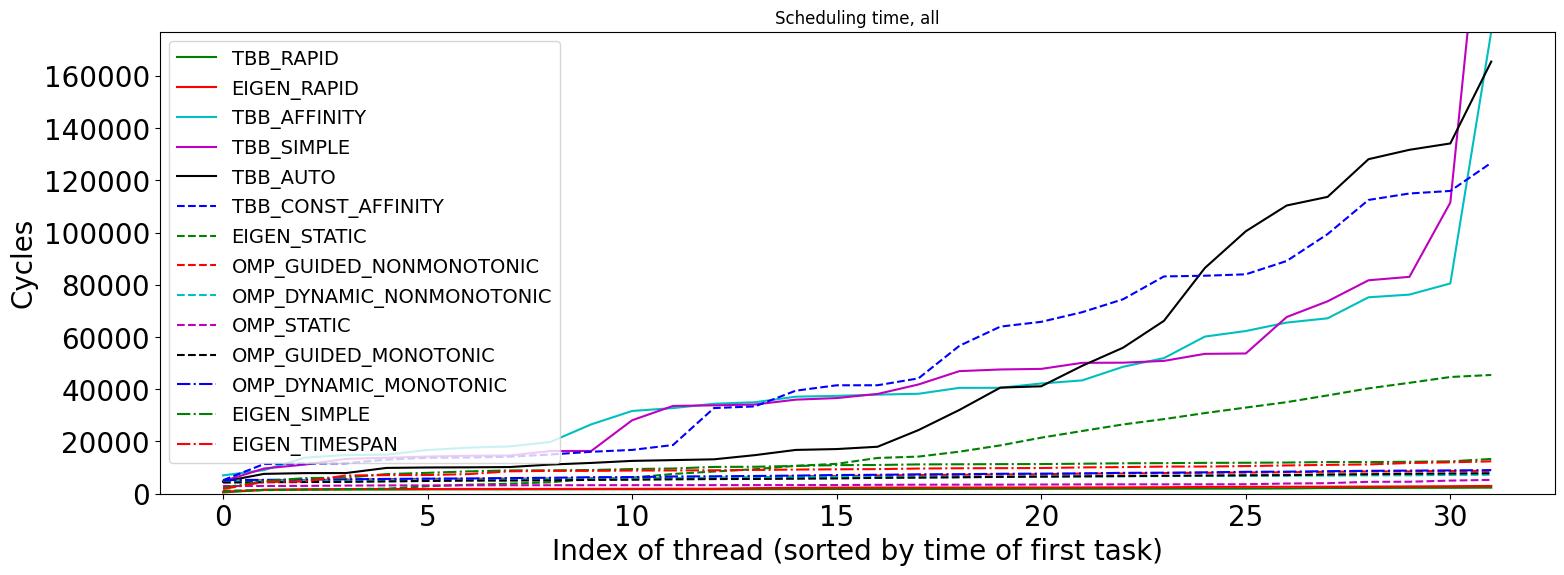 Scheduling time, all
Cycles
160000
140000
120000
100000
80000
60000
40000
20000
0
TBB_RAPID
EIGEN_RAPID
TBB_AFFINITY
TBB_SIMPLE
TBB_AUTO
TBB_CONST_AFFINITY
EIGEN_STATIC
OMP_GUIDED_NONMONOTONIC
OMP_DYNAMIC_NONMONOTONIC
OMP_STATIC
OMP_GUIDED_MONOTONIC
OMP_DYNAMIC_MONOTONIC
EIGEN_SIMPLE
EIGEN_TIMESPAN
0 5 10 15 20 25 30
Index of thread (sorted by time of first task)